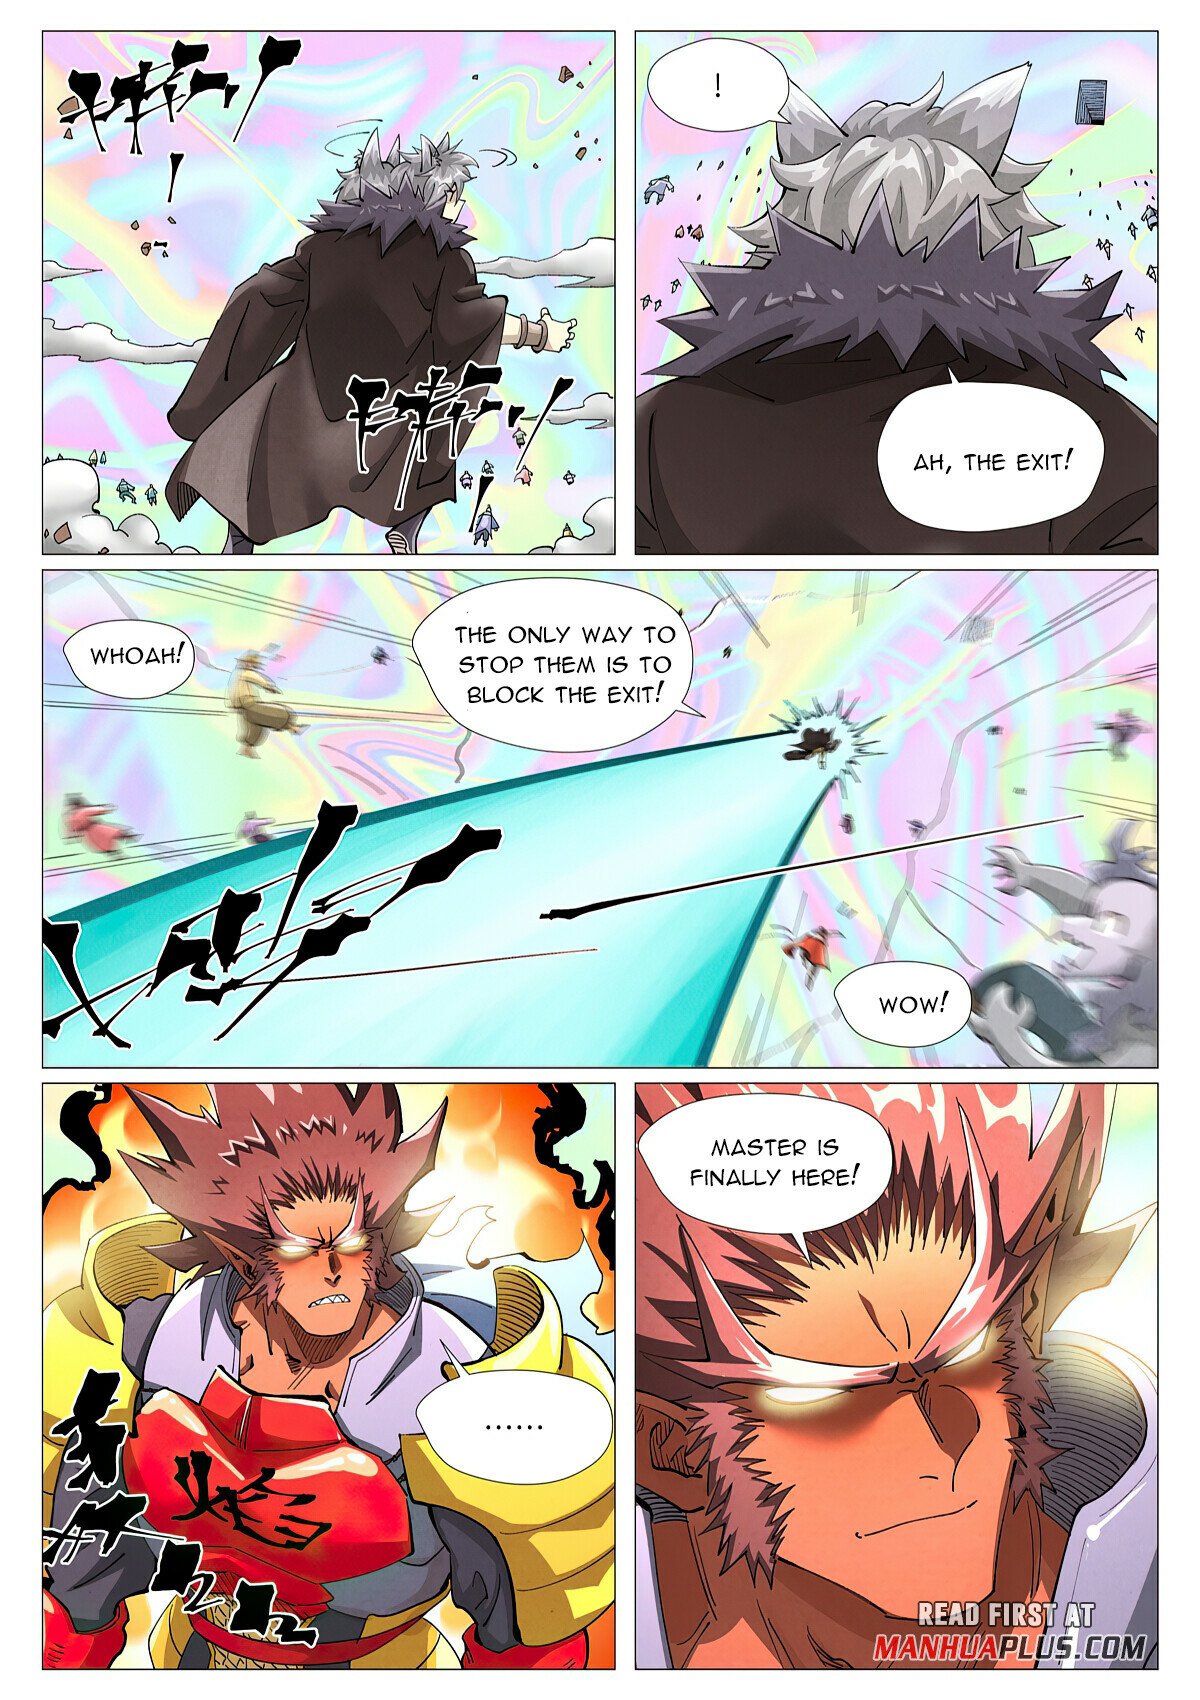 !
AH, THE EXIT!
WHOAH!
THE ONLY WAY TO
STOP THEM IS TO
BLOCK THE EXIT!
WOW!
......
焰
MASTER IS
FINALLY HERE!
READ FIRST AT
MANHUAPLUS.COM